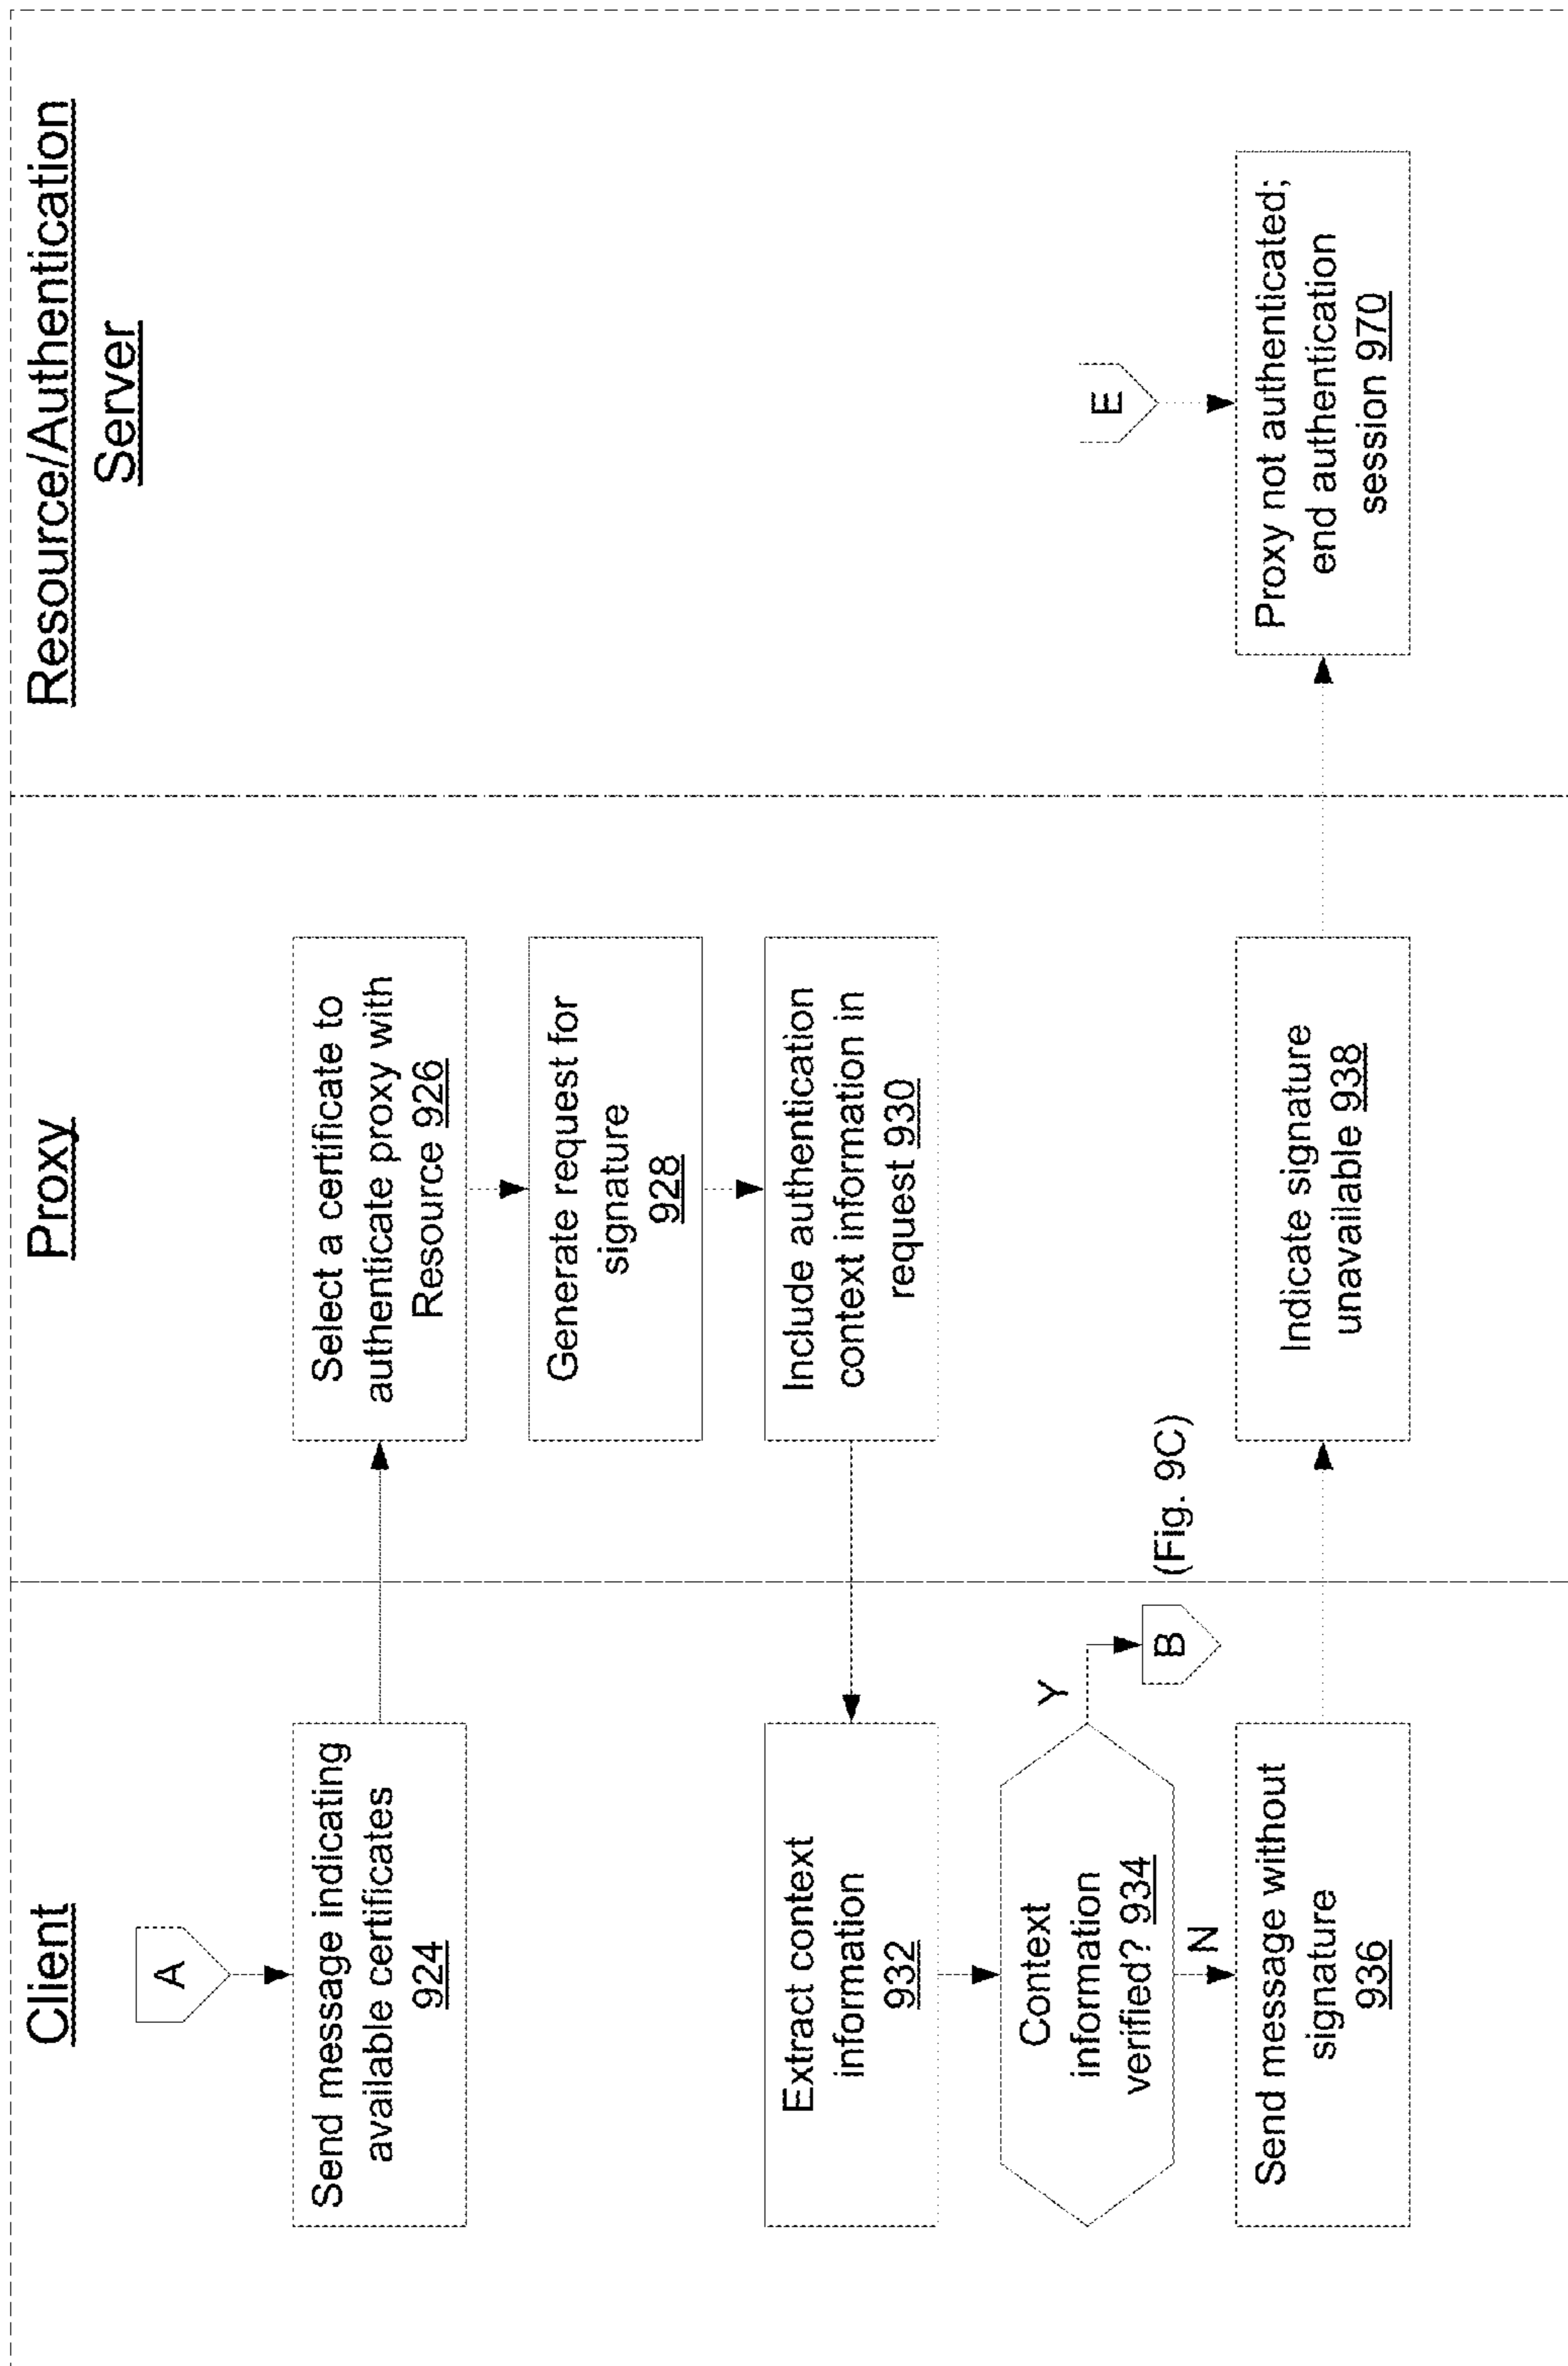 Client
Proxy
Resource/Authentication
Server
A
Send message indicating
available certificates
924
Select a certificate to
authenticate proxy with
Resource 926
Generate request for
signature
928
Include authentication
context information in
request 930
Extract context
information
932
Context
information
verified? 934
Y
B
(Fig. 9C)
N
Send message without
signature
936
Indicate signature
unavailable 938
E
Proxy not authenticated;
end authentication
session 970